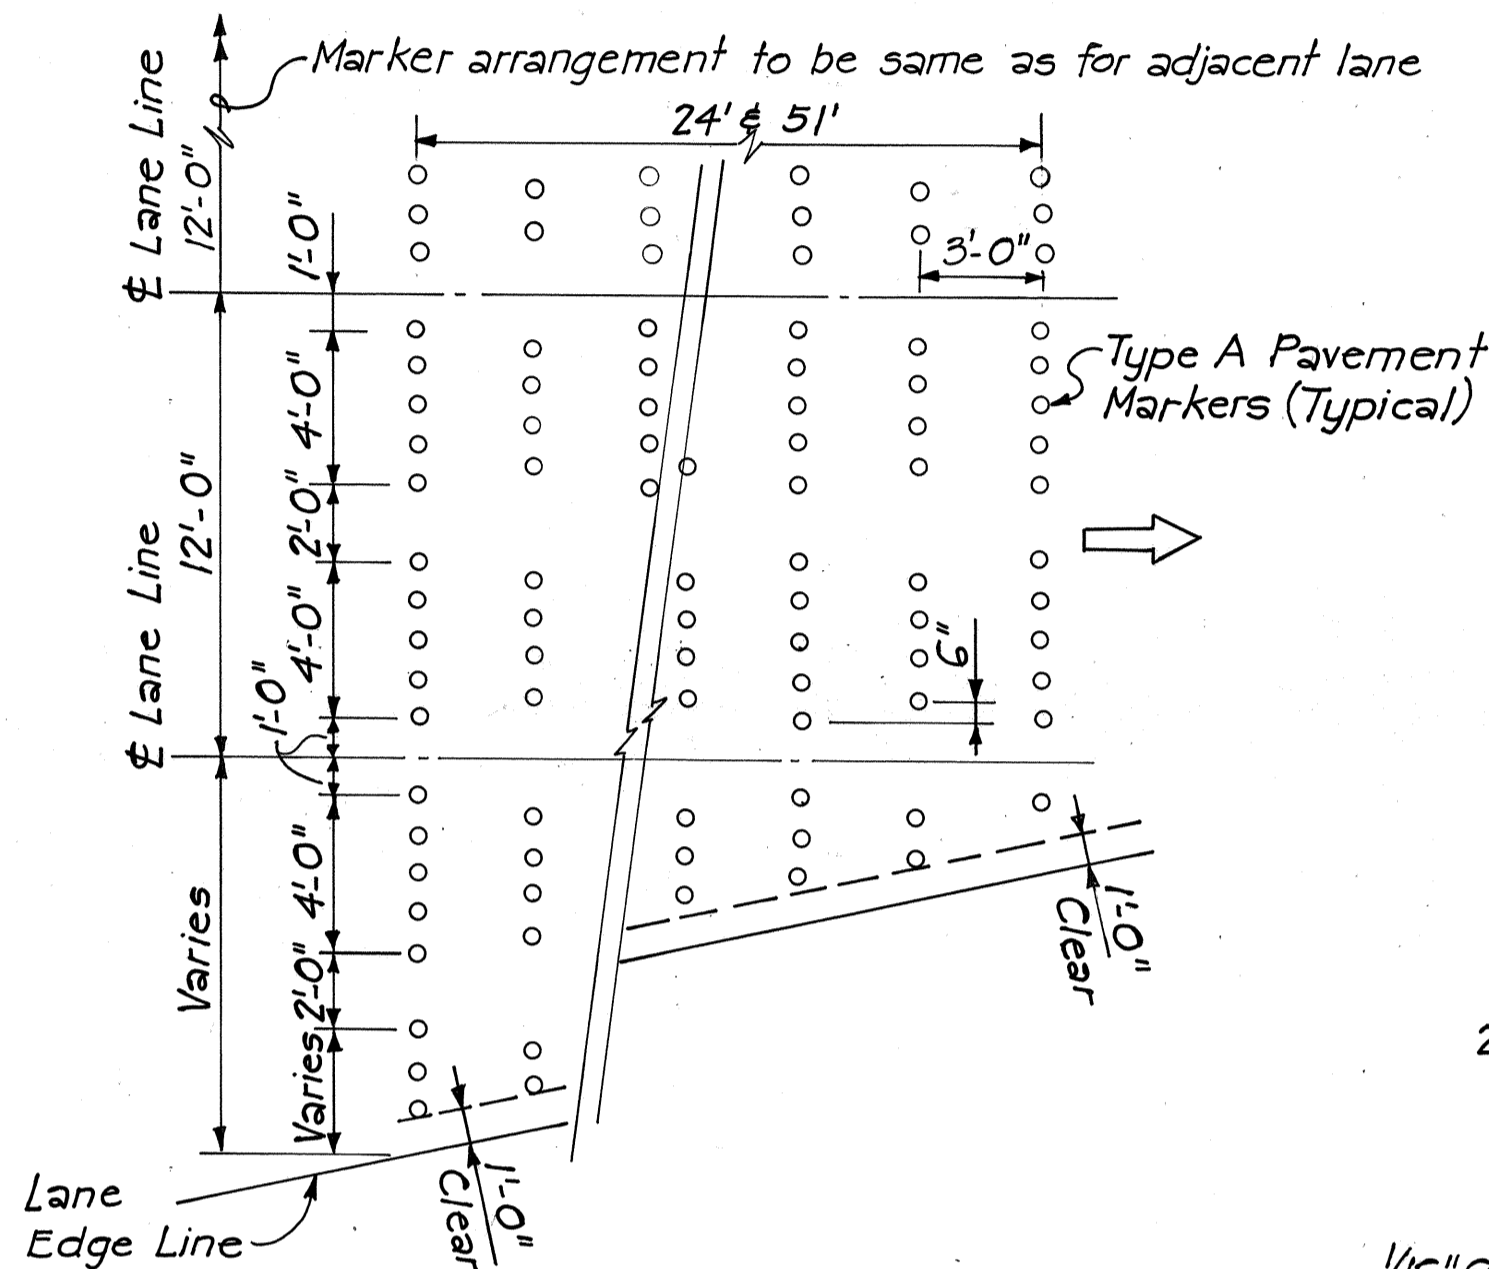 Marker arrangement to be same as for adjacent lane
24' & 51'
℄ Lane Line
12'-0"
1'-0"
3'-0"
Type A Pavement
Markers (Typical)
4'-0"
2'-0"
℄ Lane Line
12'-0"
4'-0"
6"
1'-0"
4'-0"
Varies
2'-0"
Varies
1'-0"
Clear
1'-0"
Clear
Lane
Edge Line